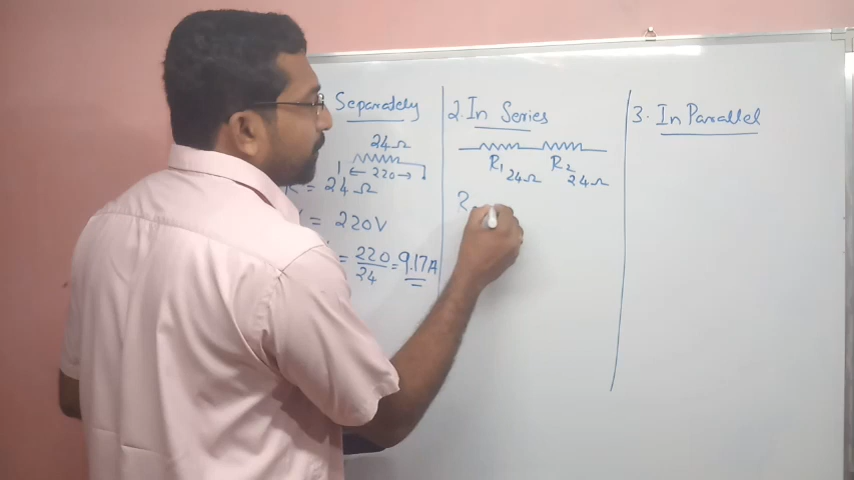 Separately
24Ω
← 220 →
= 24Ω
= 220V
= 220/24 = 9.17A
2. In Series
R₁ R₂
24Ω 24Ω
R
3. In Parallel